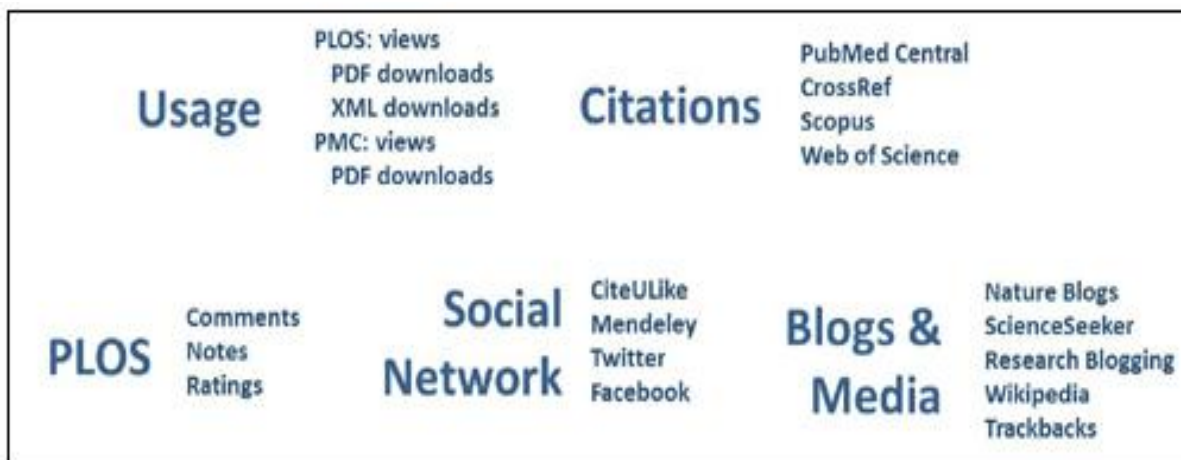 Usage
PLOS: views
PDF downloads
XML downloads
PMC: views
PDF downloads
Citations
PubMed Central
CrossRef
Scopus
Web of Science
PLOS
Comments
Notes
Ratings
Social
Network
CiteULike
Mendeley
Twitter
Facebook
Blogs &
Media
Nature Blogs
ScienceSeeker
Research Blogging
Wikipedia
Trackbacks